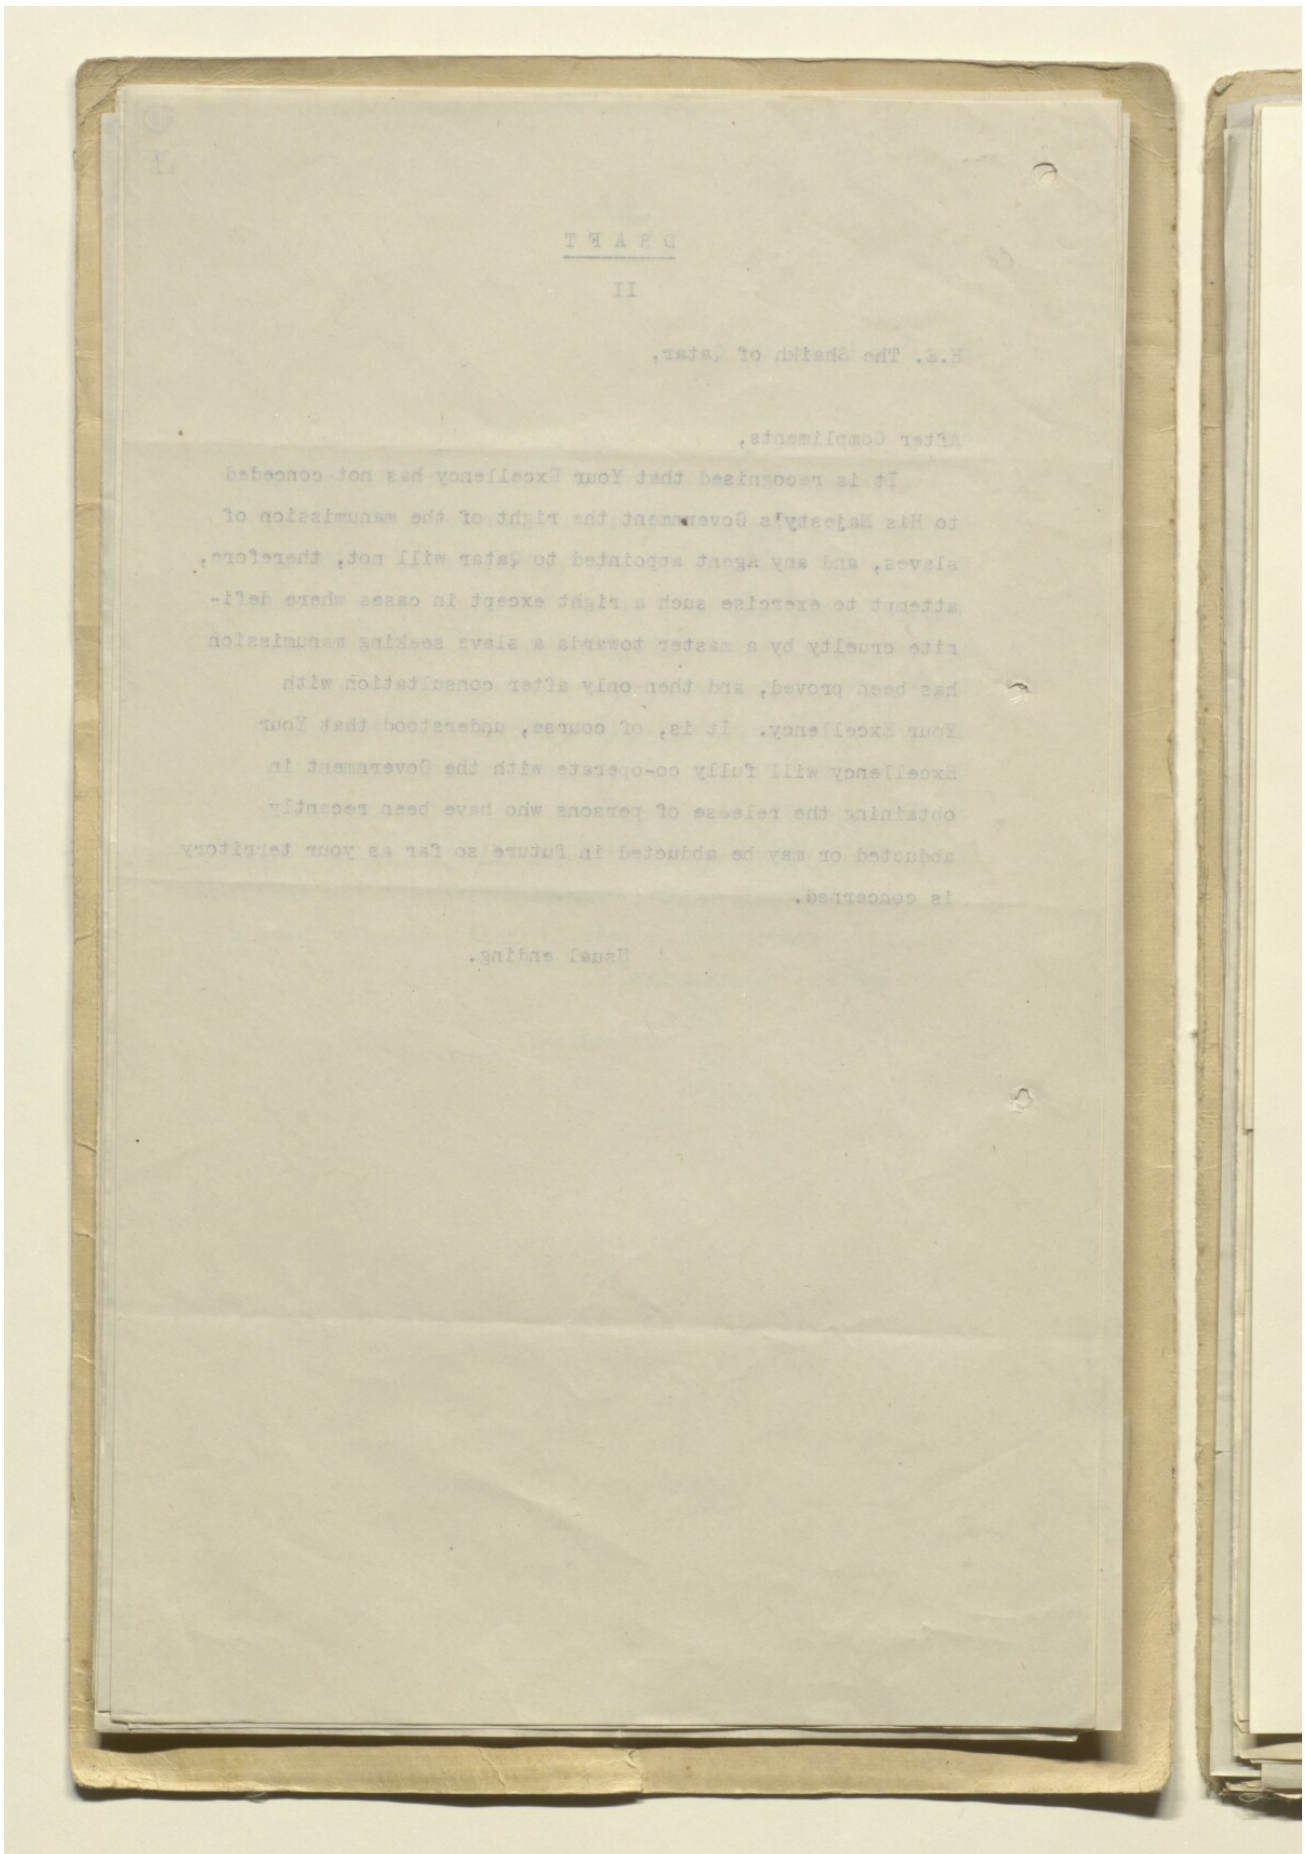 DRAFT
II
H.E. The Shaikh of Qatar.
After Compliments,
It is recognised that Your Excellency has not conceded
to His Majesty's Government the right of the manumission of
slaves, and any Agent appointed to Qatar will not, therefore,
attempt to exercise such a right except in cases where defi-
nite cruelty by a master towards a slave seeking manumission
has been proved, and then only after consultation with
Your Excellency. It is, of course, understood that Your
Excellency will fully co-operate with the Government in
obtaining the release of persons who have been recently
abducted or may be abducted in future so far as your territory
is concerned.
Usual ending.